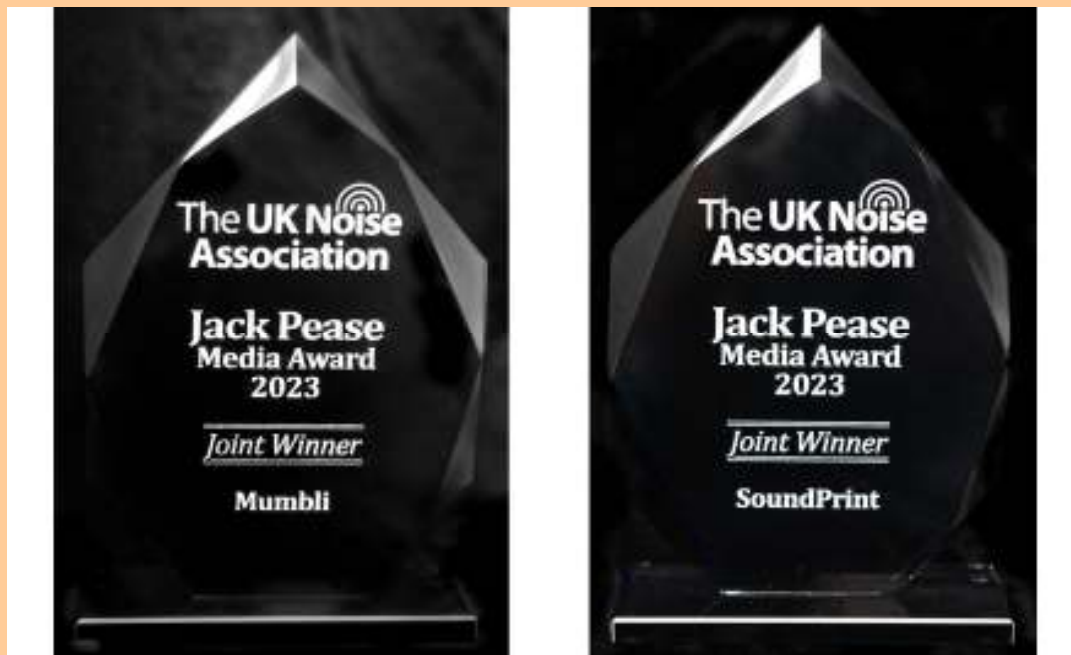 The UK Noise
Association
Jack Pease
Media Award
2023
Joint Winner
Mumbli
The UK Noise
Association
Jack Pease
Media Award
2023
Joint Winner
SoundPrint